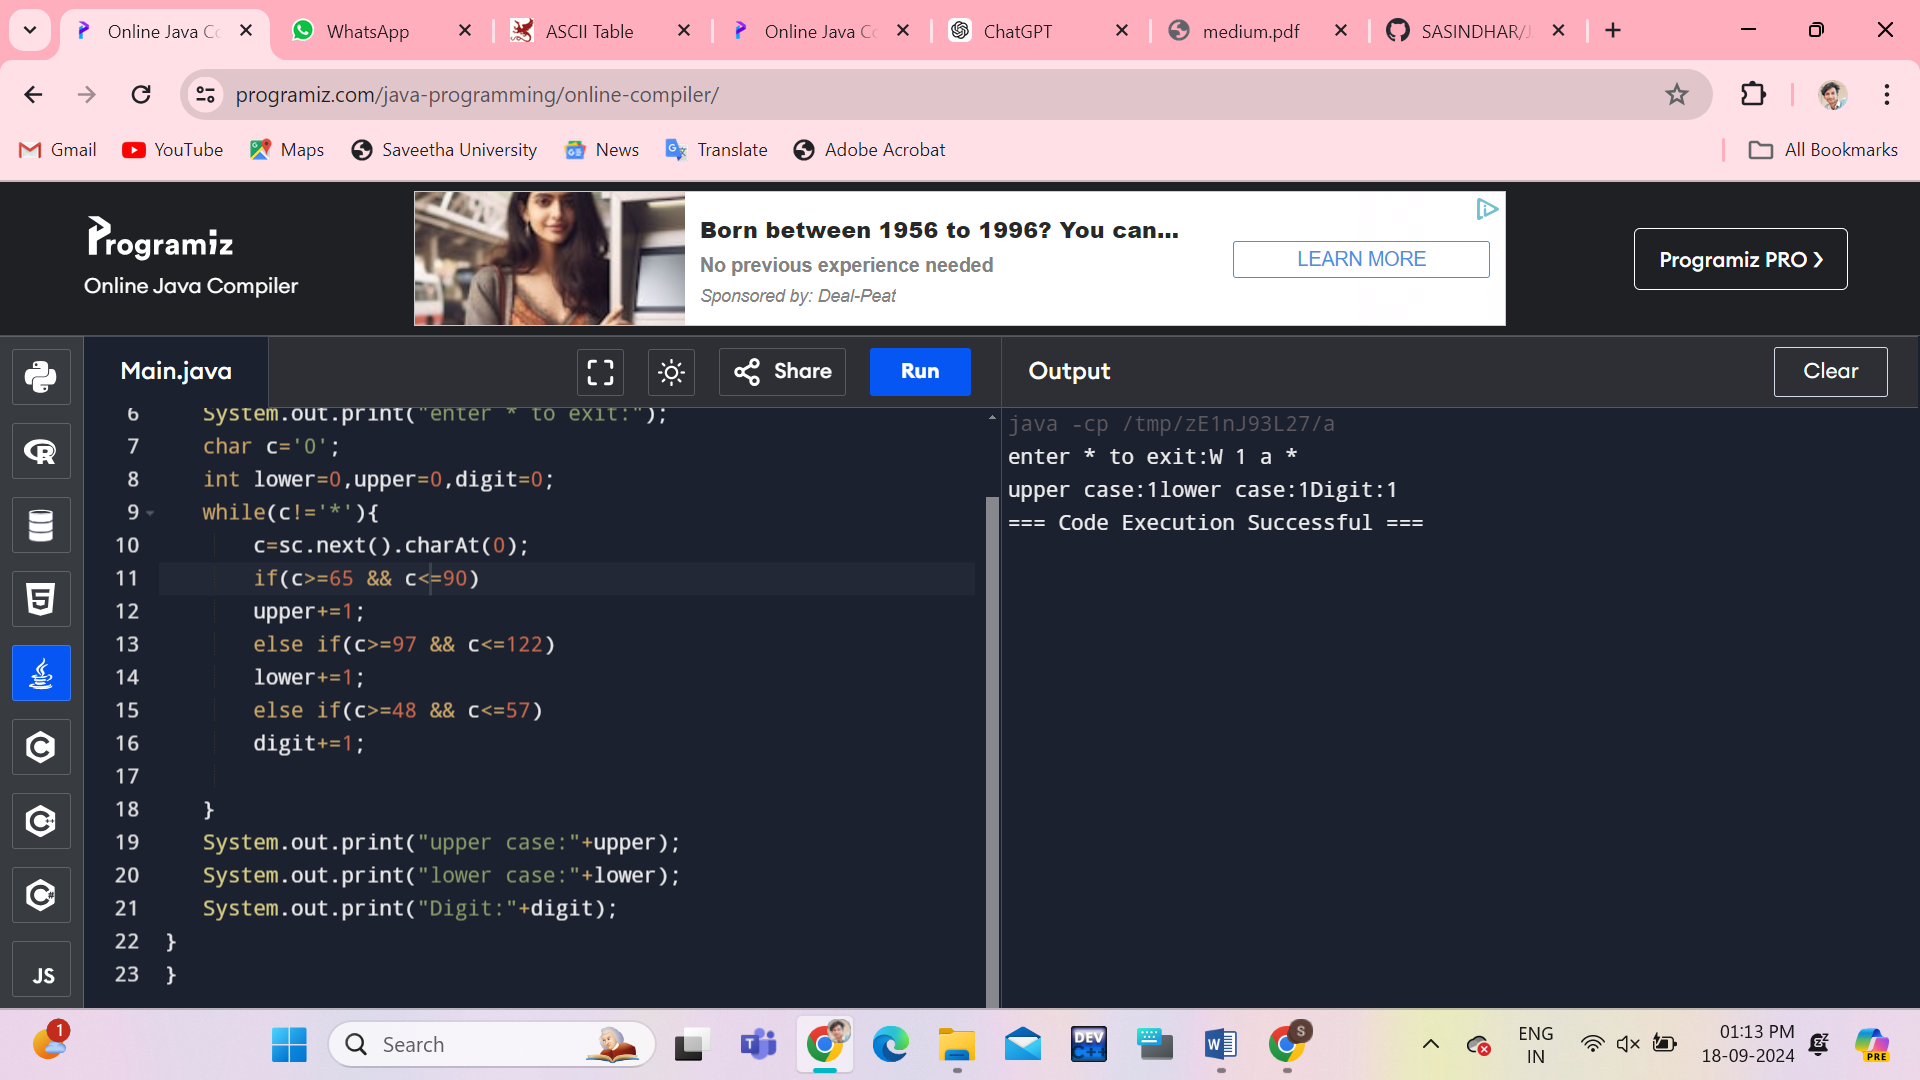 Online Java Co
WhatsApp
ASCII Table
Online Java Co
ChatGPT
medium.pdf
SASINDHAR/J
programiz.com/java-programming/online-compiler/
Gmail
YouTube
Maps
Saveetha University
News
Translate
Adobe Acrobat
All Bookmarks
Programiz
Online Java Compiler
Born between 1956 to 1996? You can...
No previous experience needed
Sponsored by: Deal-Peat
LEARN MORE
Programiz PRO ❯
Main.java
Share
Run
Output
Clear
6 System.out.print("enter * to exit:");
7 char c='0';
8 int lower=0,upper=0,digit=0;
9 while(c!='*'){
10 c=sc.next().charAt(0);
11 if(c>=65 && c<=90)
12 upper+=1;
13 else if(c>=97 && c<=122)
14 lower+=1;
15 else if(c>=48 && c<=57)
16 digit+=1;
17
18 }
19 System.out.print("upper case:"+upper);
20 System.out.print("lower case:"+lower);
21 System.out.print("Digit:"+digit);
22 }
23 }
java -cp /tmp/zE1nJ93L27/a
enter * to exit:W 1 a *
upper case:1lower case:1Digit:1
=== Code Execution Successful ===
JS
1
Search
DEV
C++
S
ENG
IN
01:13 PM
18-09-2024
PRE